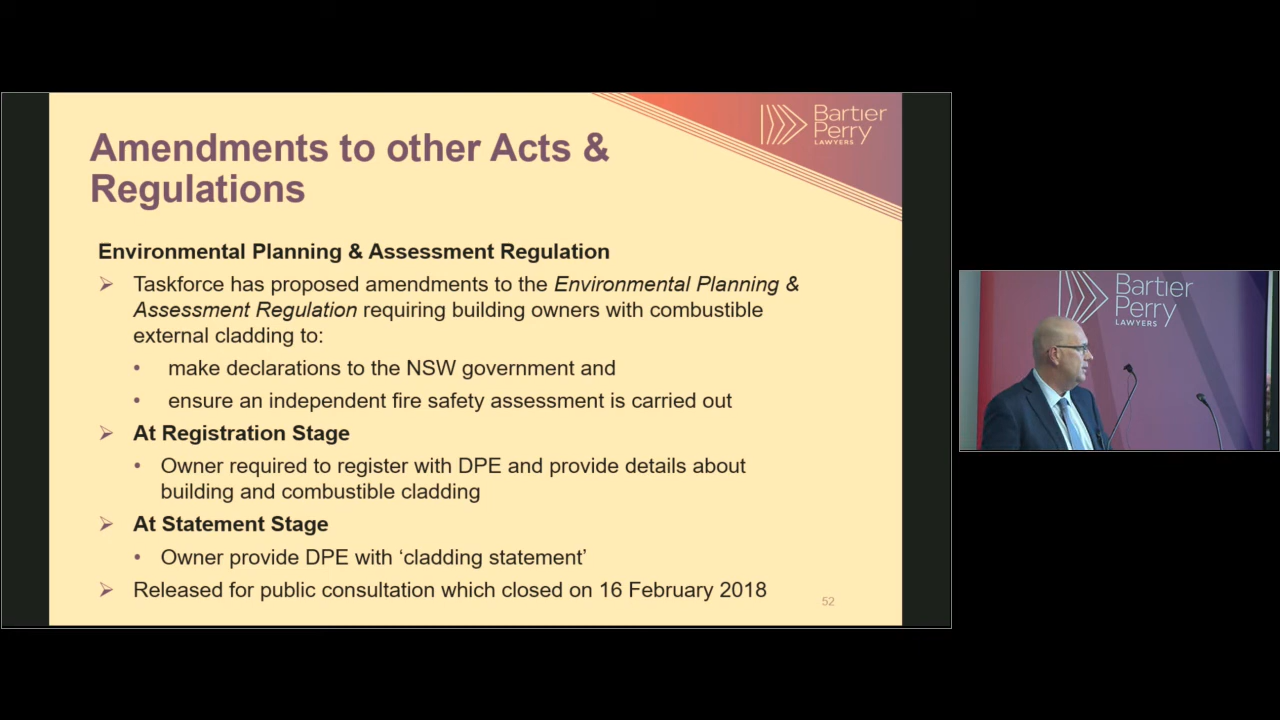 Bartier
Perry
LAWYERS
Amendments to other Acts &
Regulations
Environmental Planning & Assessment Regulation
➢ Taskforce has proposed amendments to the Environmental Planning &
Assessment Regulation requiring building owners with combustible
external cladding to:
• make declarations to the NSW government and
• ensure an independent fire safety assessment is carried out
➢ At Registration Stage
• Owner required to register with DPE and provide details about
building and combustible cladding
➢ At Statement Stage
• Owner provide DPE with ‘cladding statement’
➢ Released for public consultation which closed on 16 February 2018
52
Bartier
Perry
LAWYERS